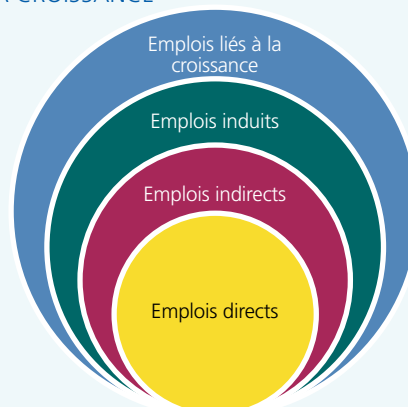 CROISSANCE
Emplois liés à la
croissance
Emplois induits
Emplois indirects
Emplois directs